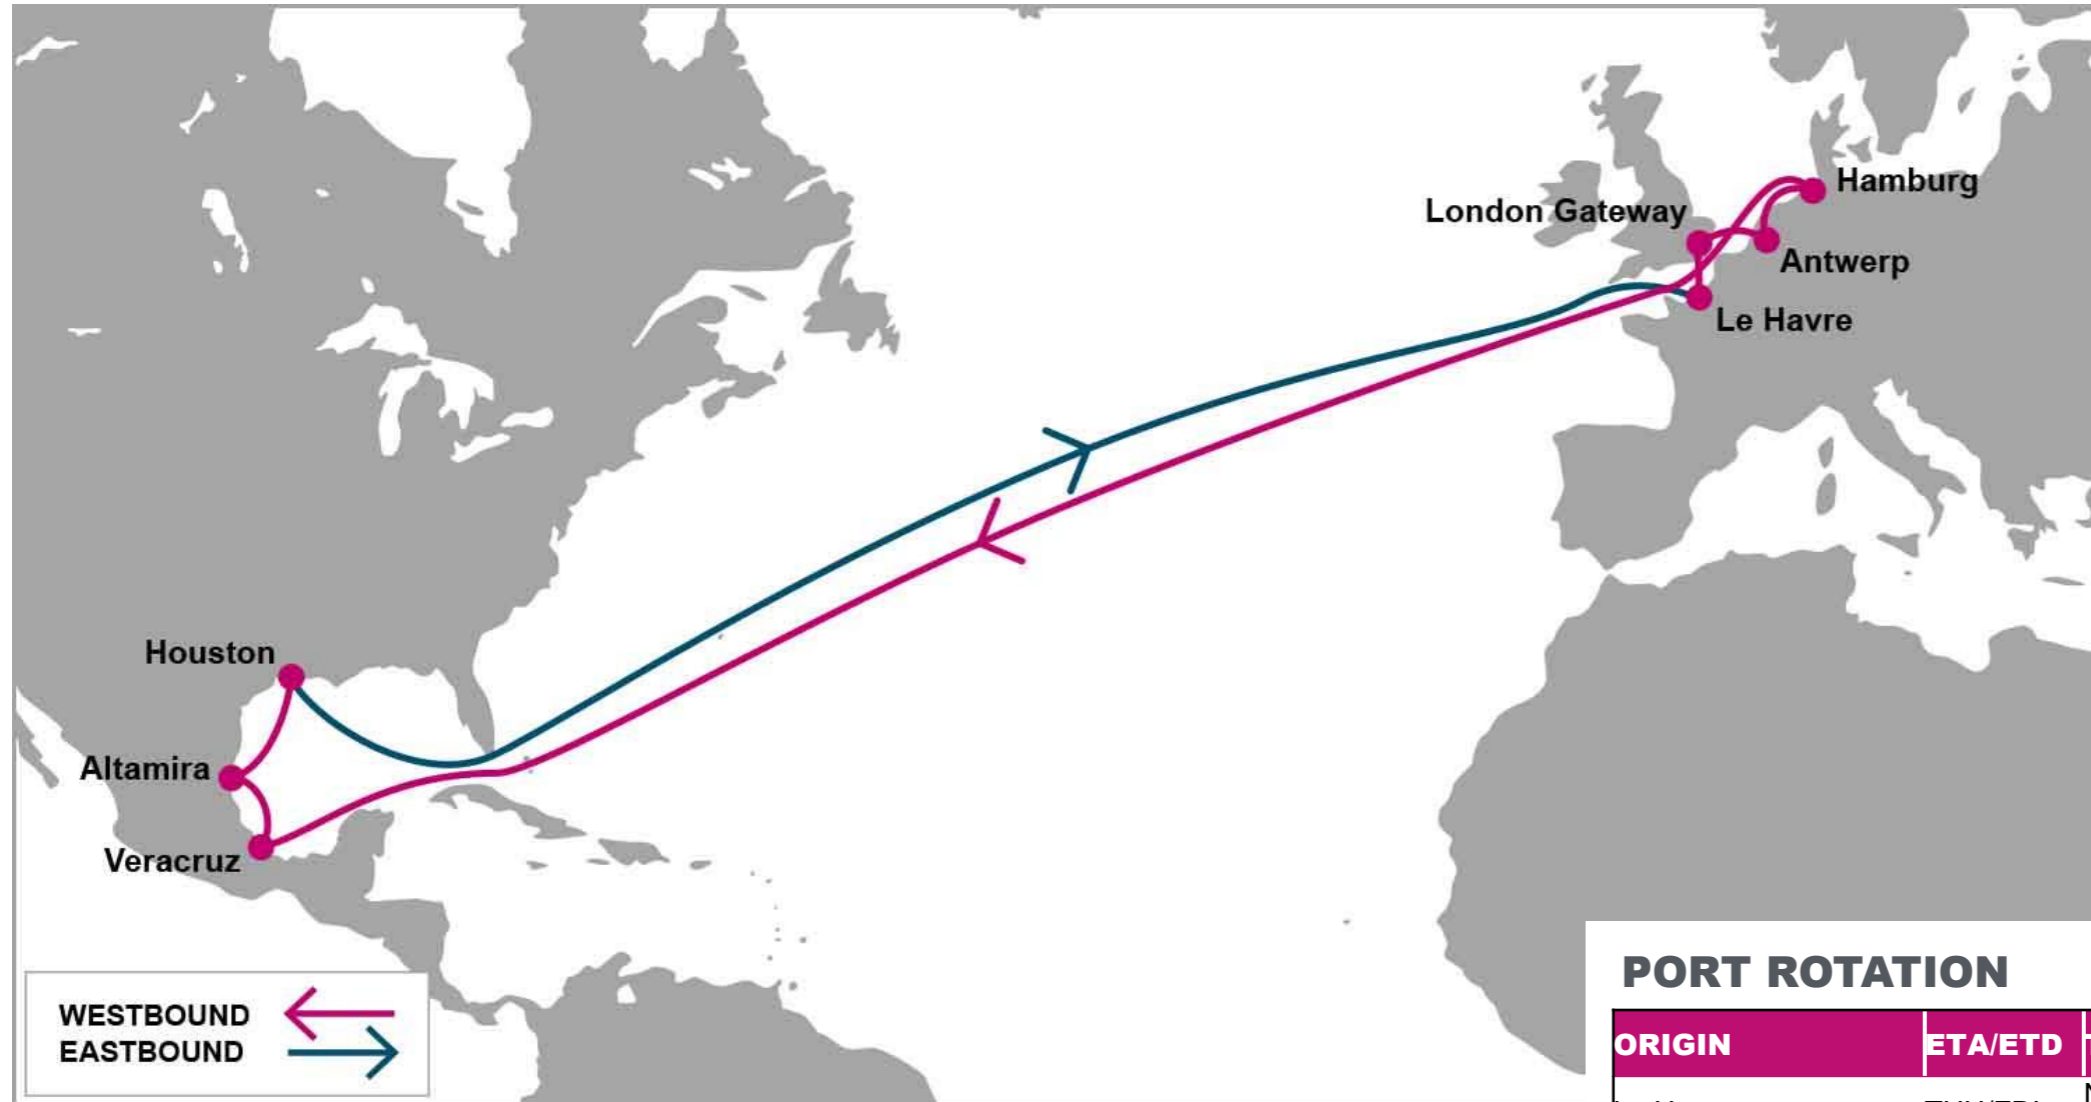 Hamburg
London Gateway
Antwerp
Le Havre
Houston
Altamira
Veracruz
WESTBOUND
EASTBOUND
PORT ROTATION
ORIGIN ETA/ETD